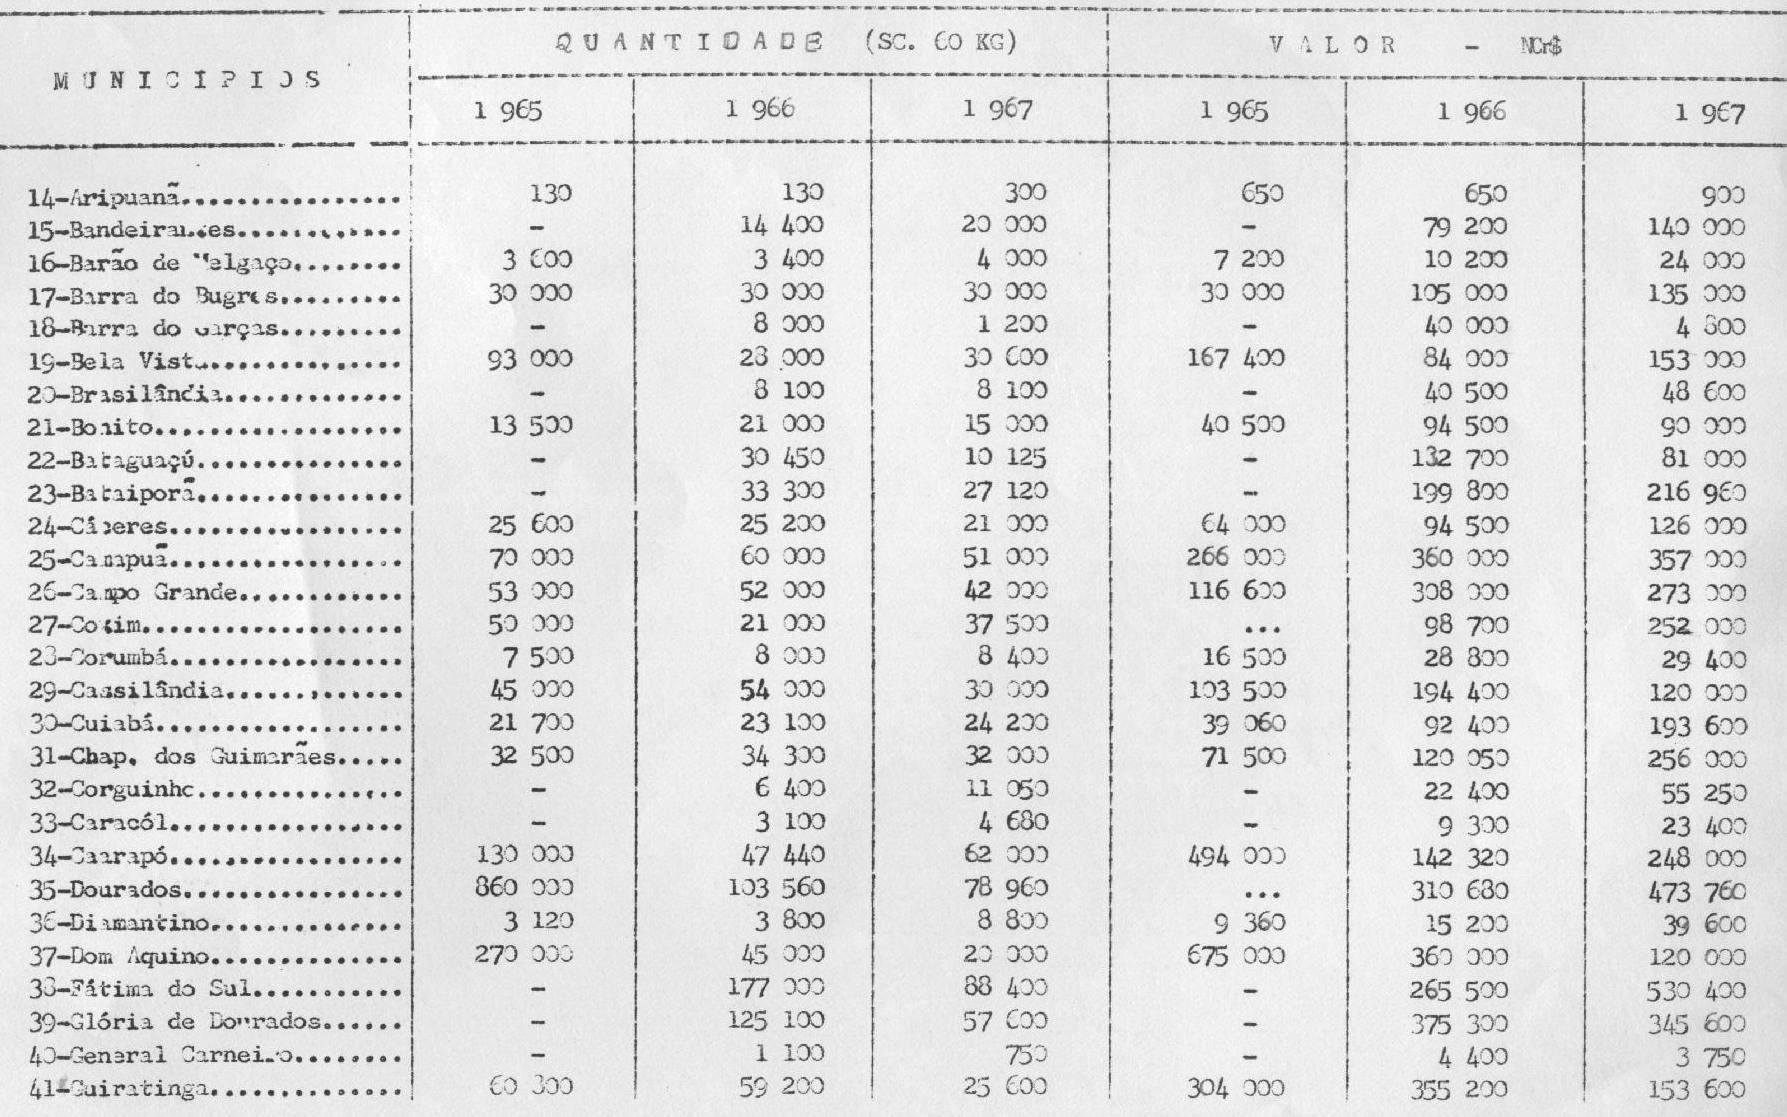 QUANTIDADE (SC. 60 KG) VALOR - NCr$
MUNICÍPIOS
1 965 1 966 1 967 1 965 1 966 1 967
14-Aripuanã................ 130 130 300 650 650 900
15-Bandeirantes............ - 14 400 20 000 - 79 200 140 000
16-Barão de Melgaço........ 3 600 3 400 4 000 7 200 10 200 24 000
17-Barra do Bugres......... 30 000 30 000 30 000 30 000 105 000 135 000
18-Barra do Garças......... - 8 000 1 200 - 40 000 4 800
19-Bela Vista............... 93 000 28 000 30 600 167 400 84 000 153 000
20-Brasilândia............. - 8 100 8 100 - 40 500 48 600
21-Bonito.................. 13 500 21 000 15 000 40 500 94 500 90 000
22-Bataguaçú............... - 30 450 10 125 - 132 700 81 000
23-Bataiporã............... - 33 300 27 120 - 199 800 216 960
24-Cáceres................. 25 600 25 200 21 000 64 000 94 500 126 000
25-Camapuã................. 70 000 60 000 51 000 266 000 360 000 357 000
26-Campo Grande............ 53 000 52 000 42 000 116 600 308 000 273 000
27-Coxim................... 50 000 21 000 37 500 ... 98 700 252 000
28-Corumbá................. 7 500 8 000 8 400 16 500 28 800 29 400
29-Cassilândia............. 45 000 54 000 30 000 103 500 194 400 120 000
30-Cuiabá.................. 21 700 23 100 24 200 39 060 92 400 193 600
31-Chap. dos Guimarães..... 32 500 34 300 32 000 71 500 120 050 256 000
32-Corguinho............... - 6 400 11 050 - 22 400 55 250
33-Caracól................. - 3 100 4 680 - 9 300 23 400
34-Caarapó................. 130 000 47 440 62 000 494 000 142 320 248 000
35-Dourados................ 860 000 103 560 78 960 ... 310 680 473 760
36-Diamantino.............. 3 120 3 800 8 800 9 360 15 200 39 600
37-Dom Aquino.............. 270 000 45 000 20 000 675 000 360 000 120 000
38-Fátima do Sul........... - 177 000 88 400 - 265 500 530 400
39-Glória de Dourados...... - 125 100 57 600 - 375 300 345 600
40-General Carneiro........ - 1 100 750 - 4 400 3 750
41-Guiratinga.............. 60 300 59 200 25 600 304 000 355 200 153 600